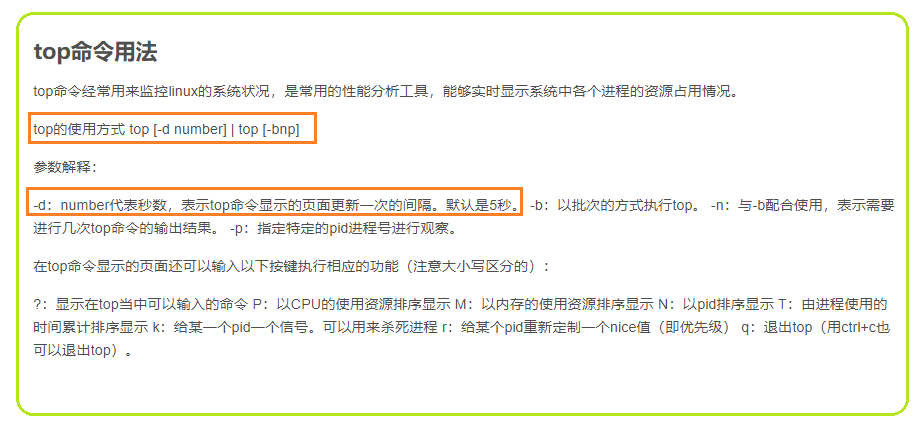 top命令用法
top命令经常用来监控linux的系统状况，是常用的性能分析工具，能够实时显示系统中各个进程的资源占用情况。
top的使用方式 top [-d number] | top [-bnp]
参数解释：
-d：number代表秒数，表示top命令显示的页面更新一次的间隔。默认是5秒。 -b：以批次的方式执行top。 -n：与-b配合使用，表示需要
进行几次top命令的输出结果。 -p：指定特定的pid进程号进行观察。
在top命令显示的页面还可以输入以下按键执行相应的功能（注意大小写区分的）：
?：显示在top当中可以输入的命令 P：以CPU的使用资源排序显示 M：以内存的使用资源排序显示 N：以pid排序显示 T：由进程使用的
时间累计排序显示 k：给某一个pid一个信号。可以用来杀死进程 r：给某个pid重新定制一个nice值（即优先级） q：退出top（用ctrl+c也
可以退出top）。